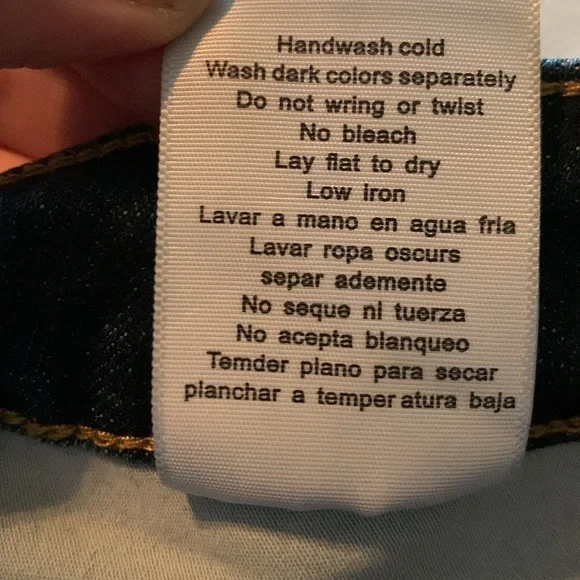 Handwash cold
Wash dark colors separately
Do not wring or twist
No bleach
Lay flat to dry
Low iron
Lavar a mano en agua fria
Lavar ropa oscurs
separ ademente
No seque ni tuerza
No acepta blanqueo
Temder plano para secar
planchar a temper atura baja